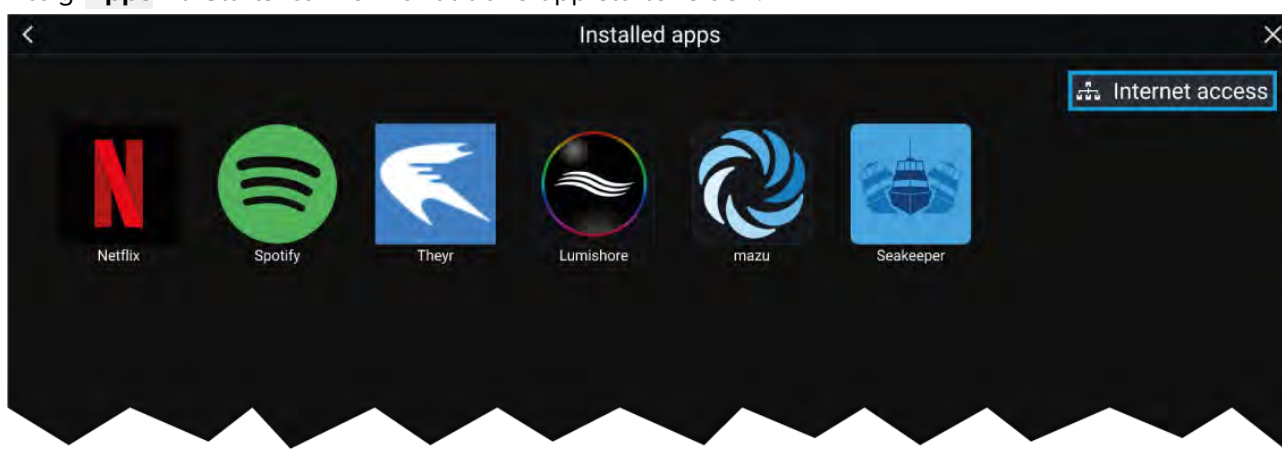 Installed apps
Internet access
Netflix
Spotify
Theyr
Lumishore
mazu
Seakeeper